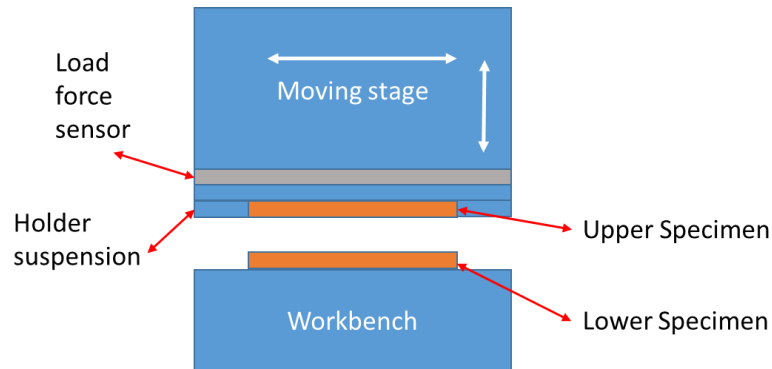 Load
force
sensor
Moving stage
Holder
suspension
Upper Specimen
Workbench
Lower Specimen